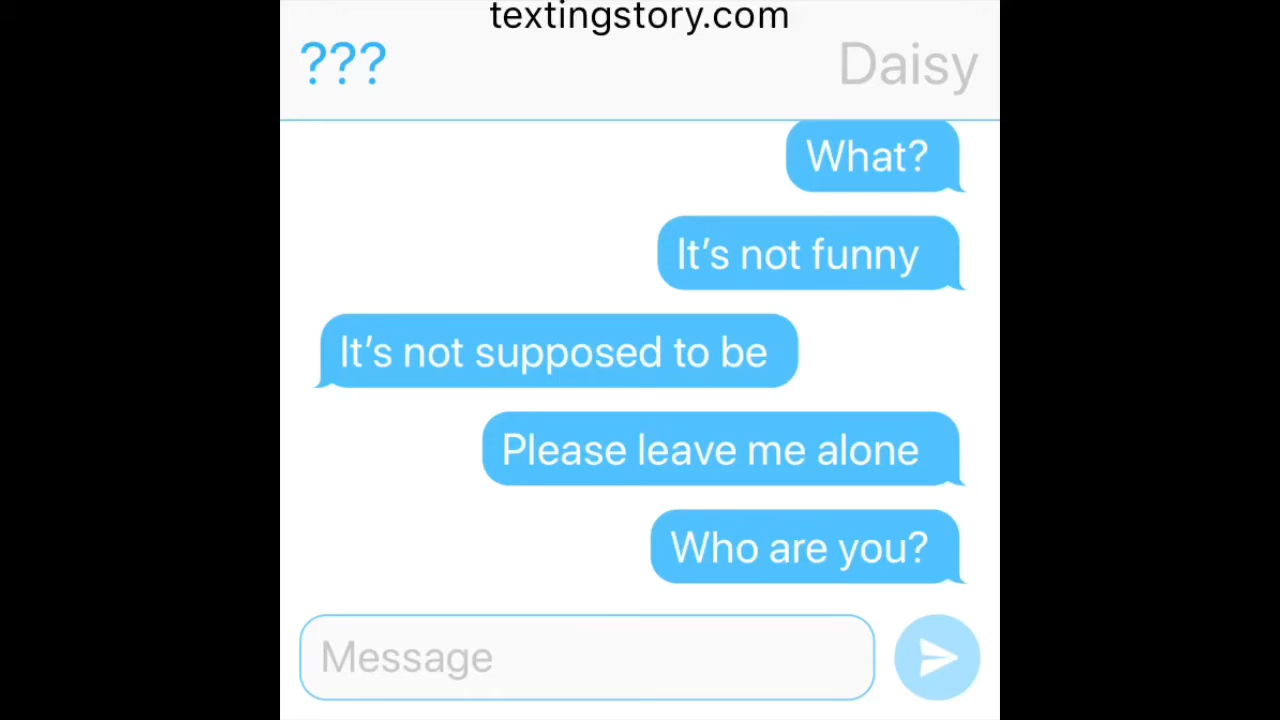 textingstory.com
??? Daisy
What?
It’s not funny
It’s not supposed to be
Please leave me alone
Who are you?
Message